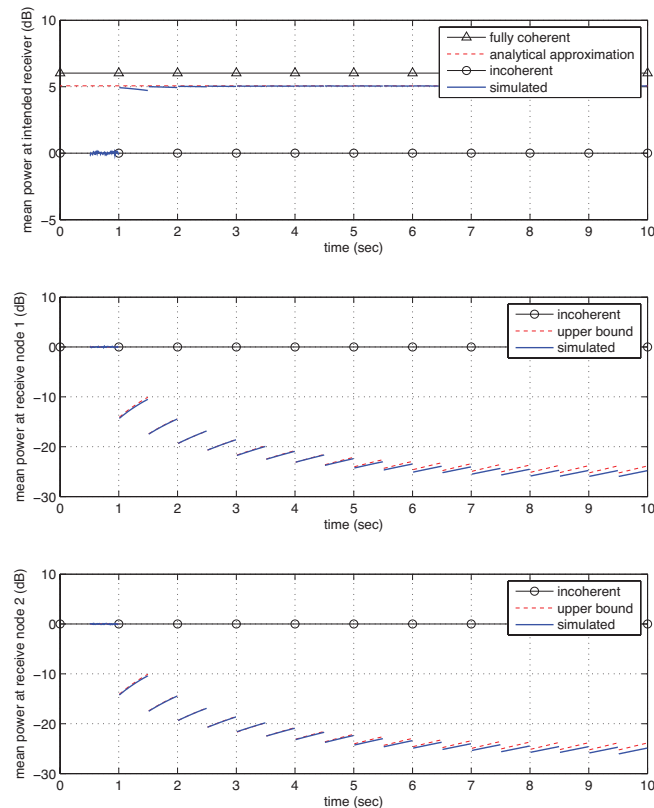 mean power at intended receiver (dB)
10
5
0
−5
0 1 2 3 4 5 6 7 8 9 10
time (sec)
fully coherent
analytical approximation
incoherent
simulated
mean power at receive node 1 (dB)
10
0
−10
−20
−30
0 1 2 3 4 5 6 7 8 9 10
time (sec)
incoherent
upper bound
simulated
mean power at receive node 2 (dB)
10
0
−10
−20
−30
0 1 2 3 4 5 6 7 8 9 10
time (sec)
incoherent
upper bound
simulated